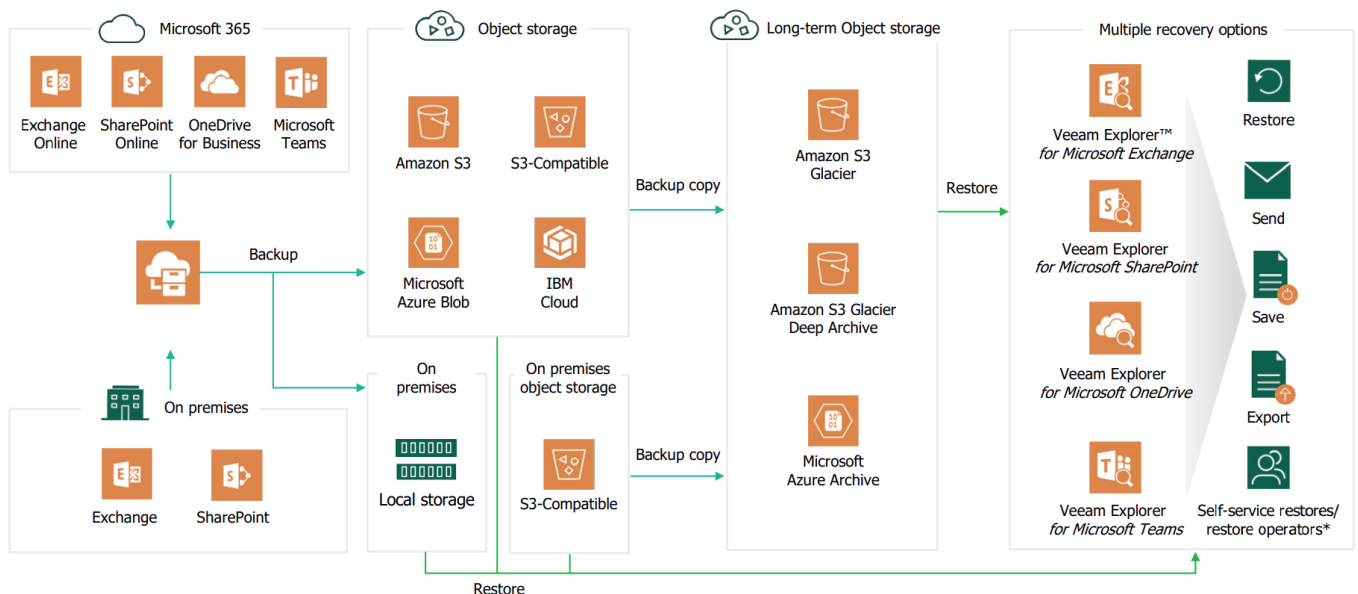 Microsoft 365
Exchange
Online
SharePoint
Online
OneDrive
for Business
Microsoft
Teams
Backup
On premises
Exchange
SharePoint
Object storage
Amazon S3
S3-Compatible
Microsoft
Azure Blob
IBM
Cloud
On
premises
Local storage
On premises
object storage
S3-Compatible
Backup copy
Backup copy
Long-term Object storage
Amazon S3
Glacier
Amazon S3 Glacier
Deep Archive
Microsoft
Azure Archive
Restore
Restore
Multiple recovery options
Veeam Explorer™
for Microsoft Exchange
Veeam Explorer
for Microsoft SharePoint
Veeam Explorer
for Microsoft OneDrive
Veeam Explorer
for Microsoft Teams
Restore
Send
Save
Export
Self-service restores/
restore operators*